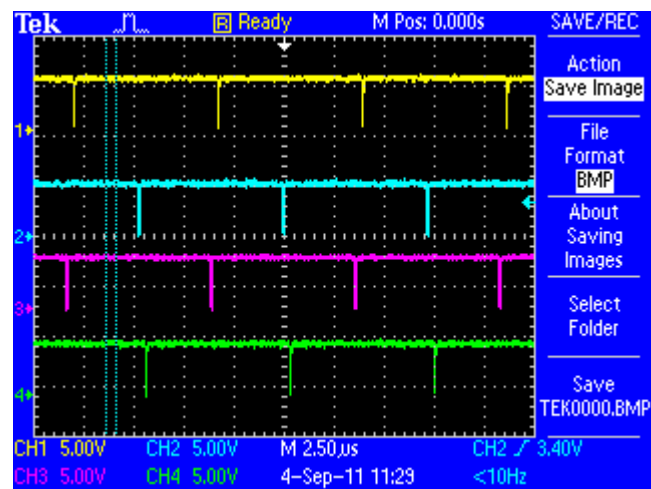 Tek R Ready M Pos: 0.000s SAVE/REC
Action
Save Image
1
File
Format
BMP
2
About
Saving
Images
3
Select
Folder
4
Save
TEK0000.BMP
CH1 5.00V CH2 5.00V M 2.50µs CH2 3.40V
CH3 5.00V CH4 5.00V 4-Sep-11 11:29 <10Hz